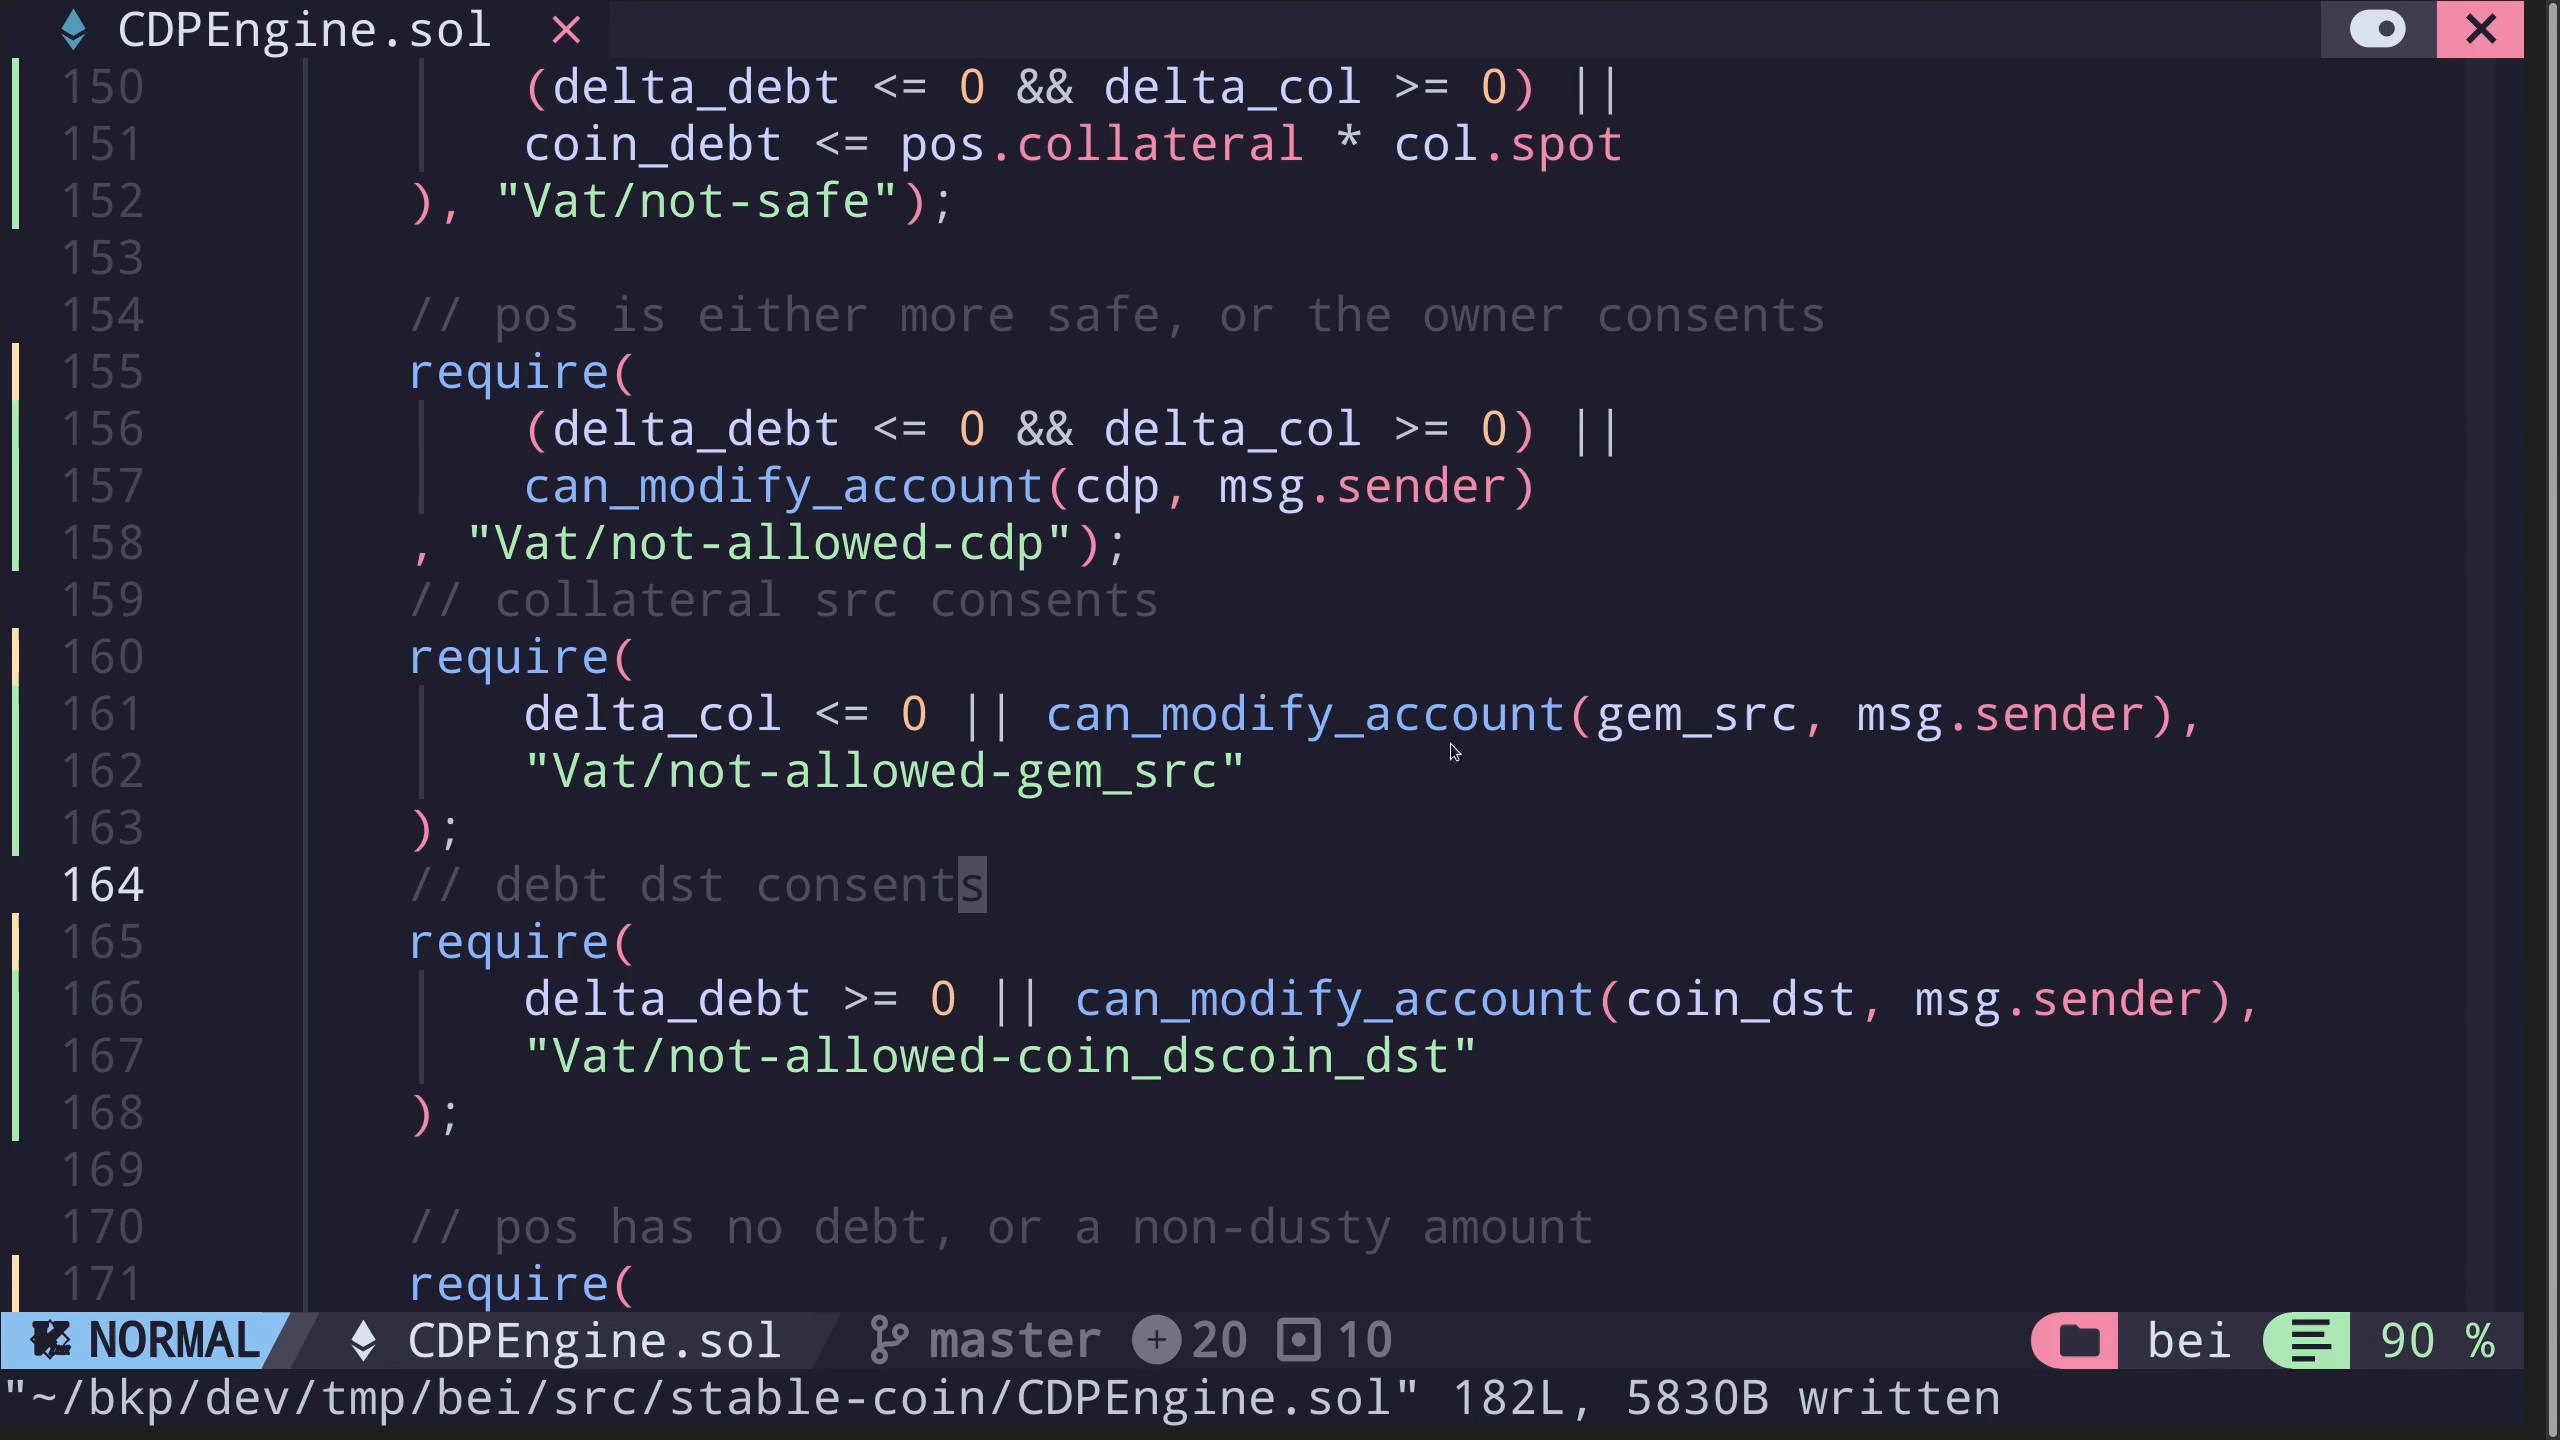 CDPEngine.sol
150 (delta_debt <= 0 && delta_col >= 0) ||
151 coin_debt <= pos.collateral * col.spot
152 ), "Vat/not-safe");
153
154 // pos is either more safe, or the owner consents
155 require(
156 (delta_debt <= 0 && delta_col >= 0) ||
157 can_modify_account(cdp, msg.sender)
158 , "Vat/not-allowed-cdp");
159 // collateral src consents
160 require(
161 delta_col <= 0 || can_modify_account(gem_src, msg.sender),
162 "Vat/not-allowed-gem_src"
163 );
164 // debt dst consents
165 require(
166 delta_debt >= 0 || can_modify_account(coin_dst, msg.sender),
167 "Vat/not-allowed-coin_dscoin_dst"
168 );
169
170 // pos has no debt, or a non-dusty amount
171 require(
NORMAL CDPEngine.sol master 20 10 bei 90 %
"~/bkp/dev/tmp/bei/src/stable-coin/CDPEngine.sol" 182L, 5830B written